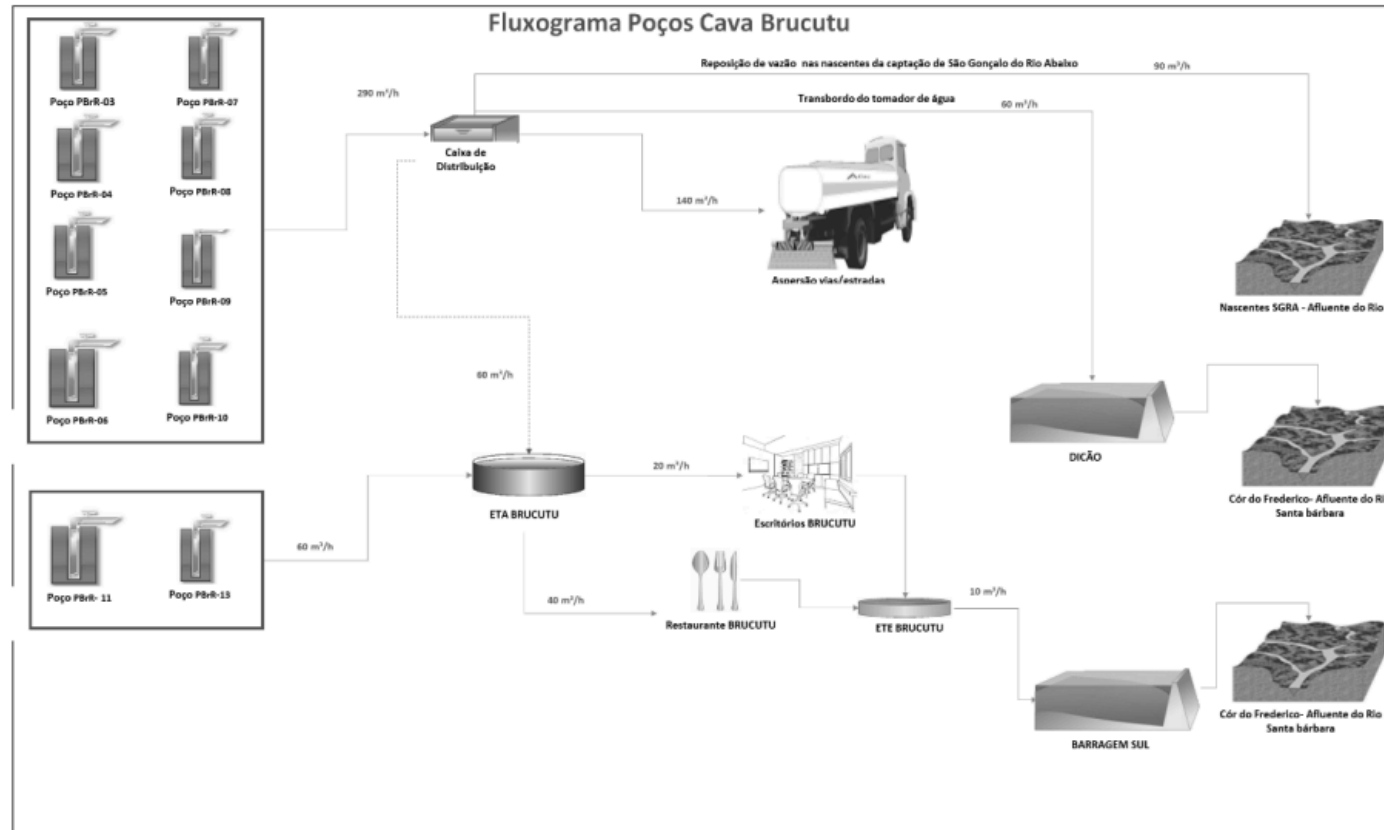 Fluxograma Poços Cava Brucutu
Poço PBrR-03
Poço PBrR-07
Poço PBrR-04
Poço PBrR-08
Poço PBrR-05
Poço PBrR-09
Poço PBrR-06
Poço PBrR-10
290 m³/h
Caixa de
Distribuição
Reposição de vazão nas nascentes da captação de São Gonçalo do Rio Abaixo
90 m³/h
Transbordo do tomador de água
60 m³/h
140 m³/h
Aspersão vias/estradas
Nascentes SGRA - Afluente do Rio
60 m³/h
DICÃO
Cór do Frederico- Afluente do Ri
Santa bárbara
Poço PBrR- 11
Poço PBrR-13
60 m³/h
ETA BRUCUTU
20 m³/h
Escritórios BRUCUTU
40 m³/h
Restaurante BRUCUTU
ETE BRUCUTU
10 m³/h
BARRAGEM SUL
Cór do Frederico- Afluente do Rio
Santa bárbara